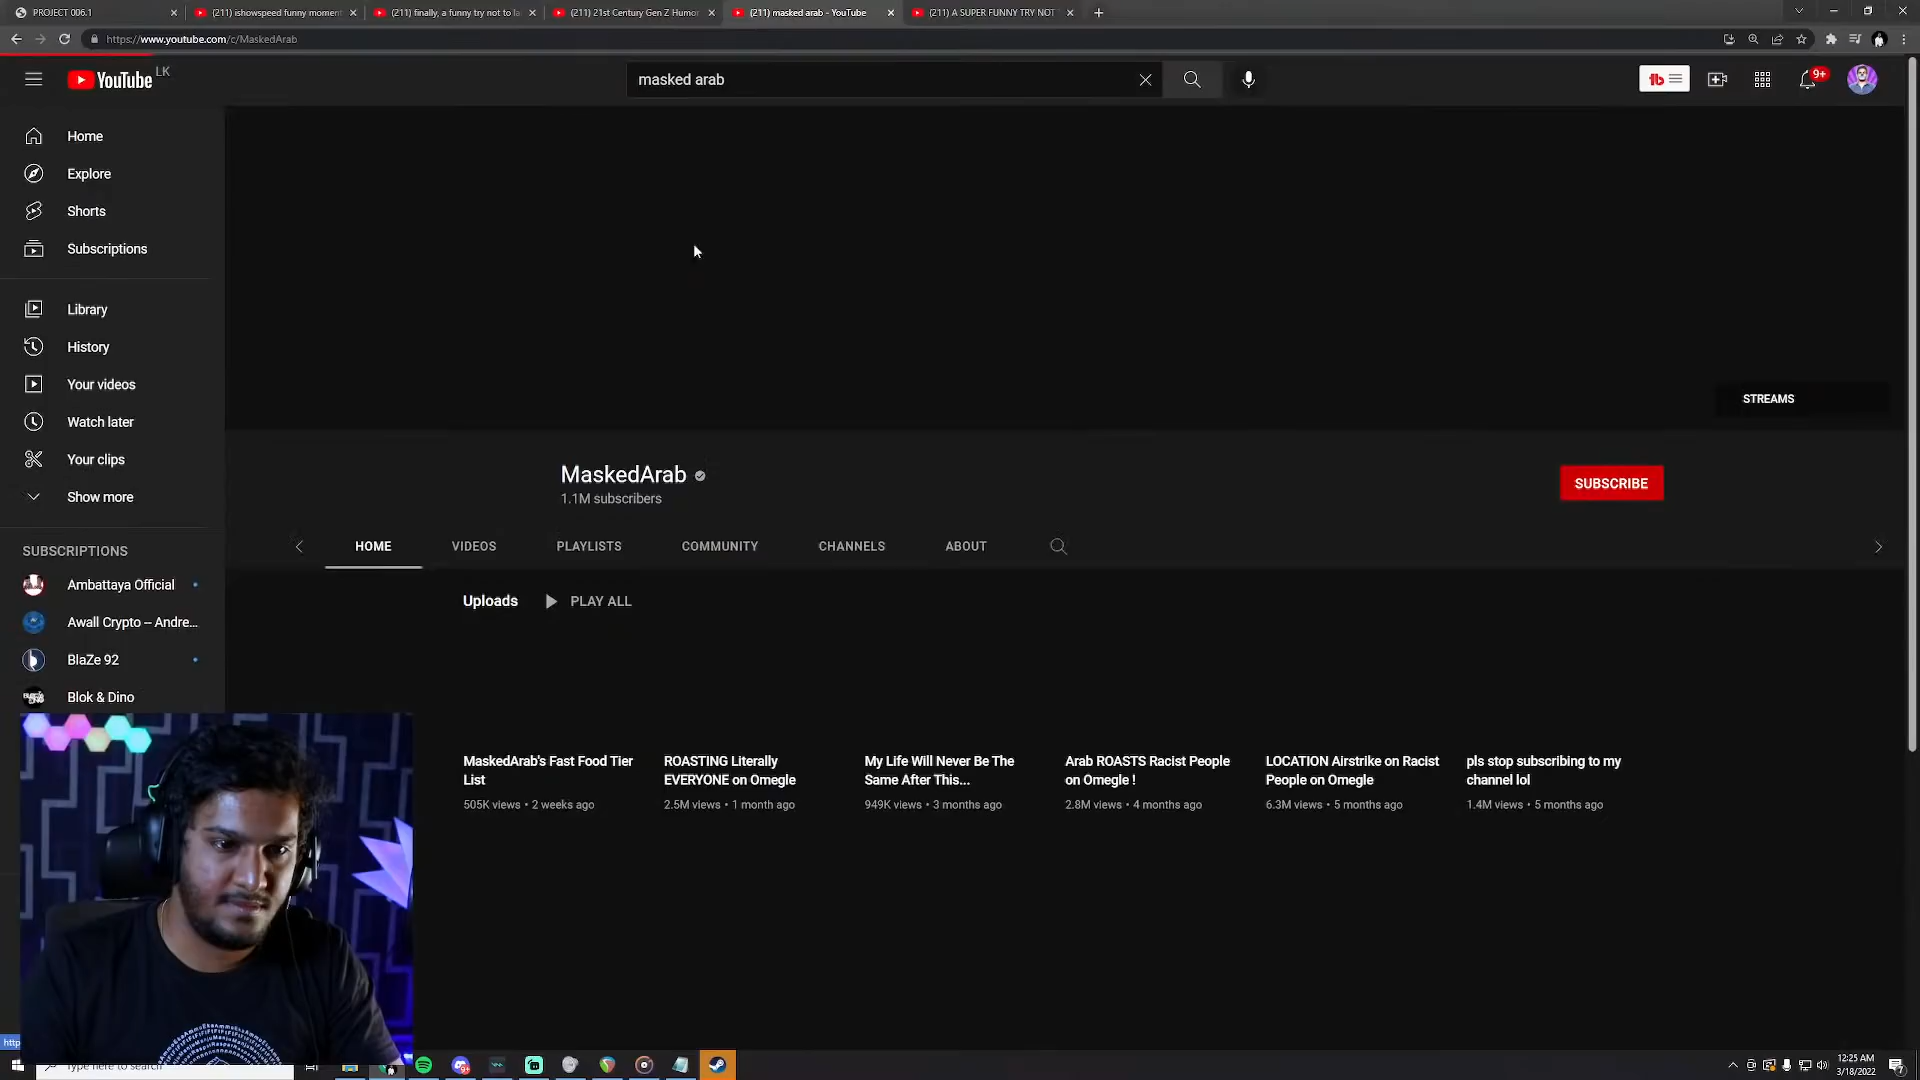 PROJECT 006.1
(211) ishowspeed funny momen
(211) finally, a funny try not to la
(211) 21st Century Gen Z Humo
(211) masked arab - YouTube
(211) A SUPER FUNNY TRY NOT
https://www.youtube.com/c/MaskedArab
YouTube LK
masked arab
9+
Home
Explore
Shorts
Subscriptions
Library
History
Your videos
Watch later
Your clips
Show more
SUBSCRIPTIONS
Ambattaya Official
Awall Crypto – Andre...
BlaZe 92
Blok & Dino
STREAMS
MaskedArab
1.1M subscribers
SUBSCRIBE
HOME
VIDEOS
PLAYLISTS
COMMUNITY
CHANNELS
ABOUT
Uploads
PLAY ALL
MaskedArab's Fast Food Tier
List
505K views • 2 weeks ago
ROASTING Literally
EVERYONE on Omegle
2.5M views • 1 month ago
My Life Will Never Be The
Same After This...
949K views • 3 months ago
Arab ROASTS Racist People
on Omegle !
2.8M views • 4 months ago
LOCATION Airstrike on Racist
People on Omegle
6.3M views • 5 months ago
pls stop subscribing to my
channel lol
1.4M views • 5 months ago
http
Type here to search
12:25 AM
3/18/2022